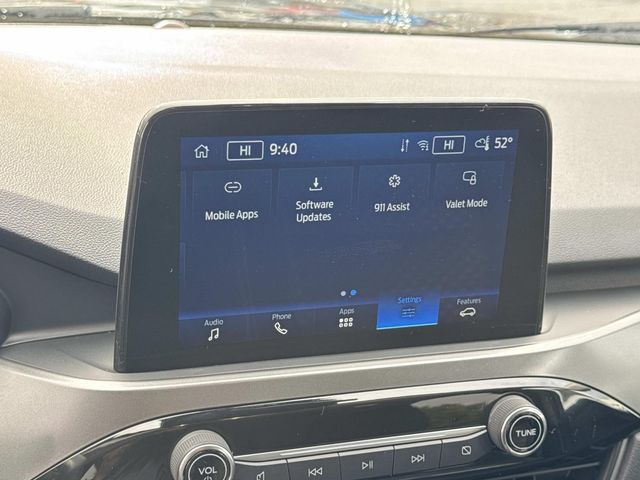 HI 9:40 HI 52°
Mobile Apps
Software
Updates
911 Assist
Valet Mode
Audio
Phone
Apps
Settings
Features
VOL
TUNE